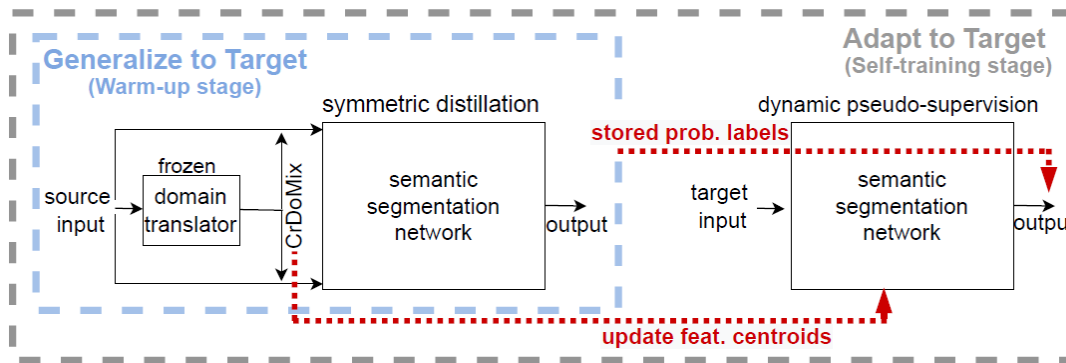 Generalize to Target
(Warm-up stage)
Adapt to Target
(Self-training stage)
symmetric distillation
dynamic pseudo-supervision
stored prob. labels
frozen
domain
translator
source
input
CrDoMix
semantic
segmentation
network
output
target
input
semantic
segmentation
network
output
update feat. centroids